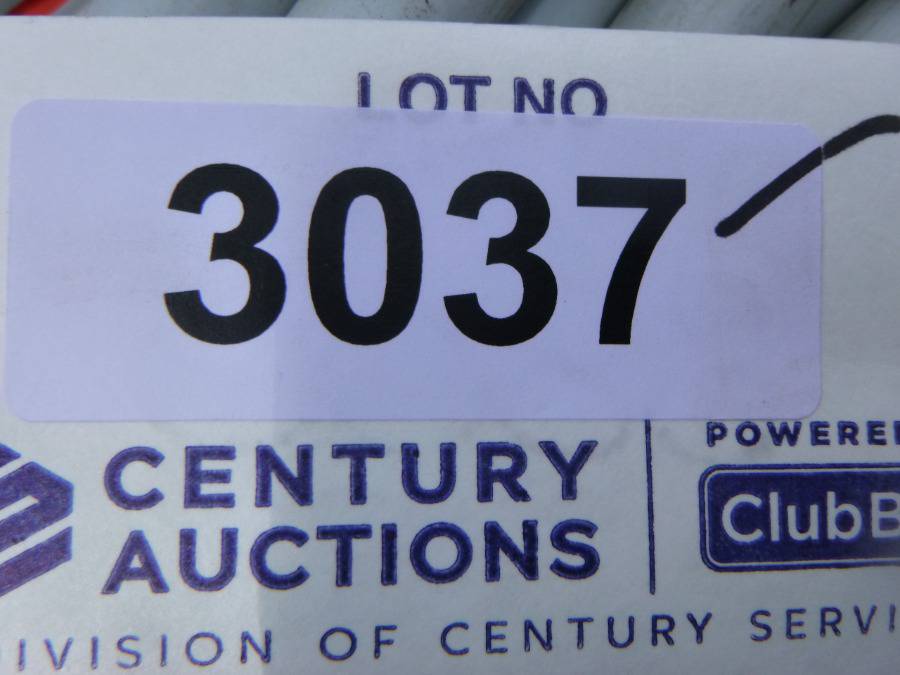 LOT NO
3037
CENTURY
AUCTIONS
POWERE
ClubB
IVISION OF CENTURY SERVI